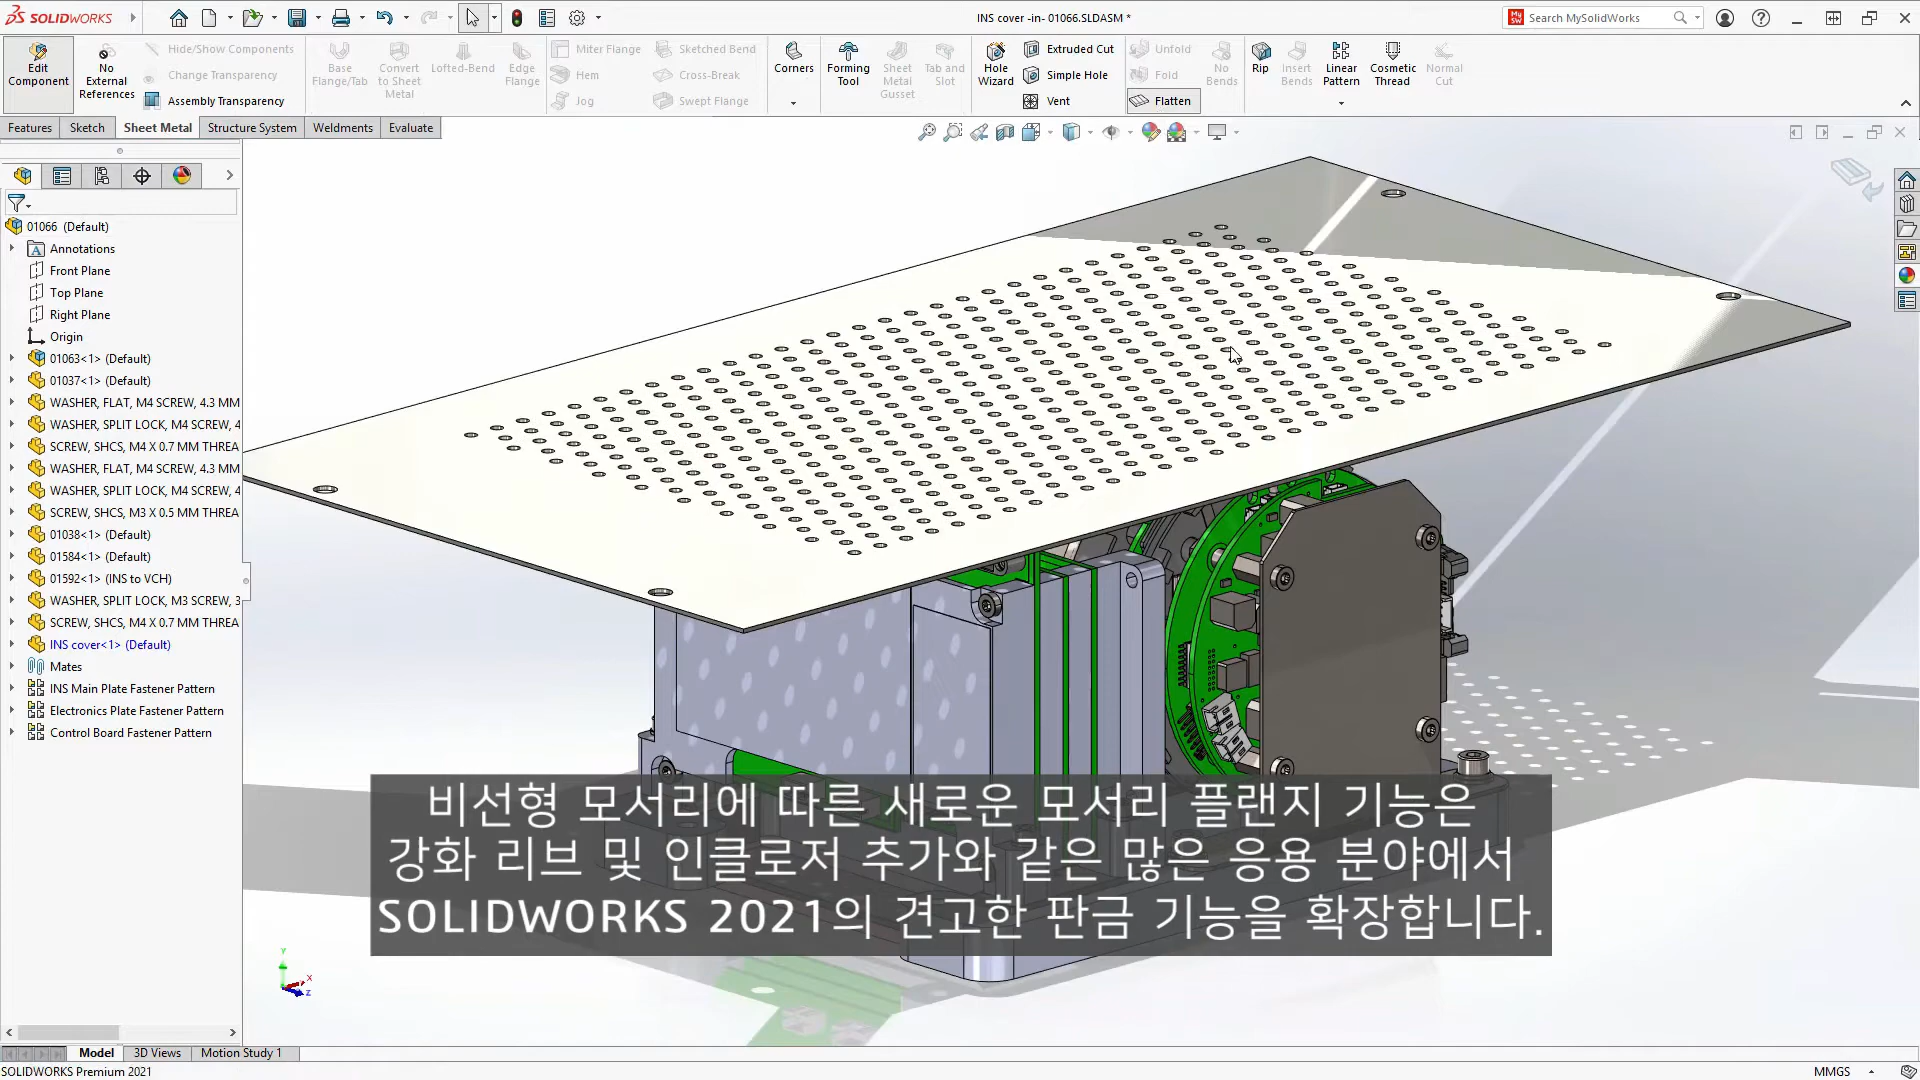 SOLIDWORKS
INS cover -in- 01066.SLDASM *
Search MySolidWorks
Edit Component
No External References
Hide/Show Components
Change Transparency
Assembly Transparency
Base Flange/Tab
Convert to Sheet Metal
Lofted-Bend
Edge Flange
Miter Flange
Hem
Jog
Sketched Bend
Cross-Break
Swept Flange
Corners
Forming Tool
Sheet Metal Gusset
Tab and Slot
Hole Wizard
Extruded Cut
Simple Hole
Vent
Unfold
Fold
Flatten
No Bends
Rip
Insert Bends
Linear Pattern
Cosmetic Thread
Normal Cut
Features
Sketch
Sheet Metal
Structure System
Weldments
Evaluate
01066 (Default)
Annotations
Front Plane
Top Plane
Right Plane
Origin
01063<1> (Default)
01037<1> (Default)
WASHER, FLAT, M4 SCREW, 4.3 MM
WASHER, SPLIT LOCK, M4 SCREW, 4
SCREW, SHCS, M4 X 0.7 MM THREA
WASHER, FLAT, M4 SCREW, 4.3 MM
WASHER, SPLIT LOCK, M4 SCREW, 4
SCREW, SHCS, M3 X 0.5 MM THREA
01038<1> (Default)
01584<1> (Default)
01592<1> (INS to VCH)
WASHER, SPLIT LOCK, M3 SCREW, 3
SCREW, SHCS, M4 X 0.7 MM THREA
INS cover<1> (Default)
Mates
INS Main Plate Fastener Pattern
Electronics Plate Fastener Pattern
Control Board Fastener Pattern
비선형 모서리에 따른 새로운 모서리 플랜지 기능은
강화 리브 및 인클로저 추가와 같은 많은 응용 분야에서
SOLIDWORKS 2021의 견고한 판금 기능을 확장합니다.
Y
X
Z
Model
3D Views
Motion Study 1
SOLIDWORKS Premium 2021
MMGS